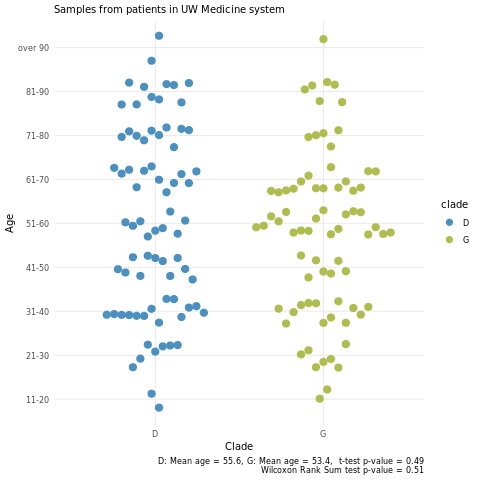 Samples from patients in UW Medicine system
over 90
81-90
71-80
61-70
51-60
41-50
31-40
21-30
11-20
Age
D
G
Clade
clade
D
G
D: Mean age = 55.6, G: Mean age = 53.4,  t-test p-value = 0.49
Wilcoxon Rank Sum test p-value = 0.51